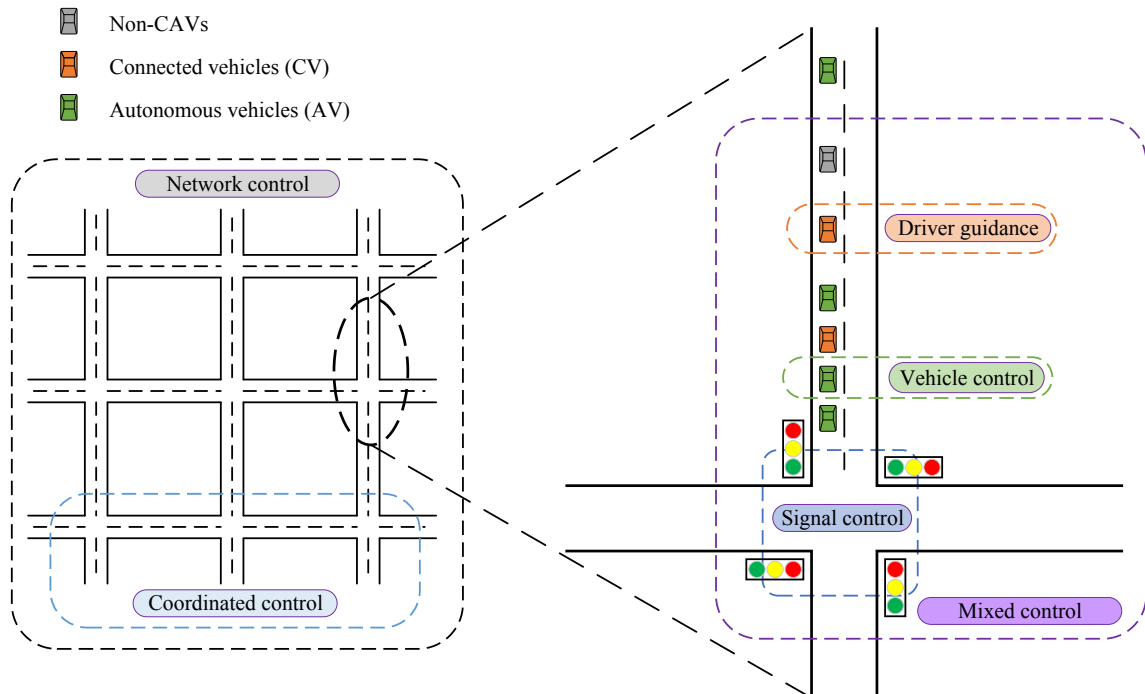 Non-CAVs
Connected vehicles (CV)
Autonomous vehicles (AV)
Network control
Coordinated control
Driver guidance
Vehicle control
Signal control
Mixed control